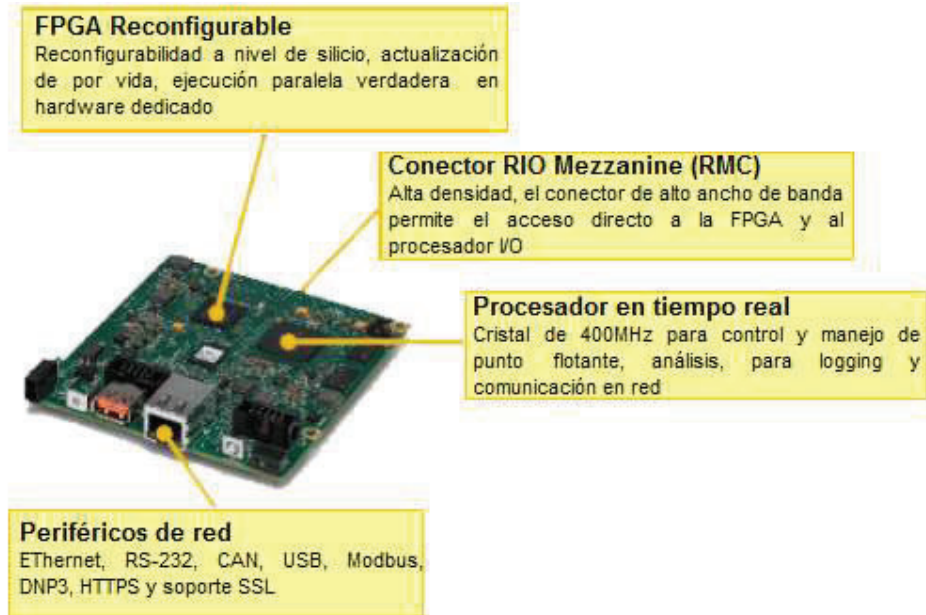 FPGA Reconfigurable
Reconfigurabilidad a nivel de silicio, actualización
de por vida, ejecución paralela verdadera en
hardware dedicado
Conector RIO Mezzanine (RMC)
Alta densidad, el conector de alto ancho de banda
permite el acceso directo a la FPGA y al
procesador I/O
Procesador en tiempo real
Cristal de 400MHz para control y manejo de
punto flotante, análisis, para logging y
comunicación en red
Periféricos de red
EThernet, RS-232, CAN, USB, Modbus,
DNP3, HTTPS y soporte SSL